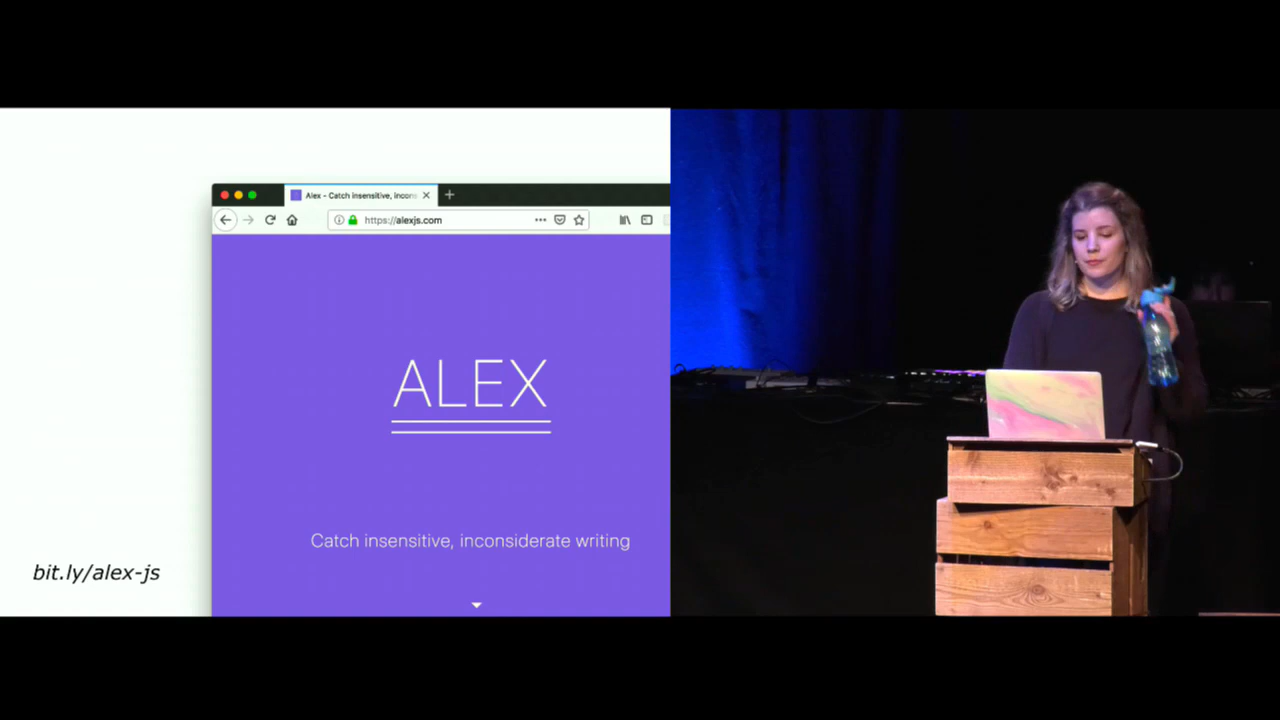 Alex - Catch insensitive,incons
https://alexjs.com
ALEX
Catch insensitive, inconsiderate writing
bit.ly/alex-js